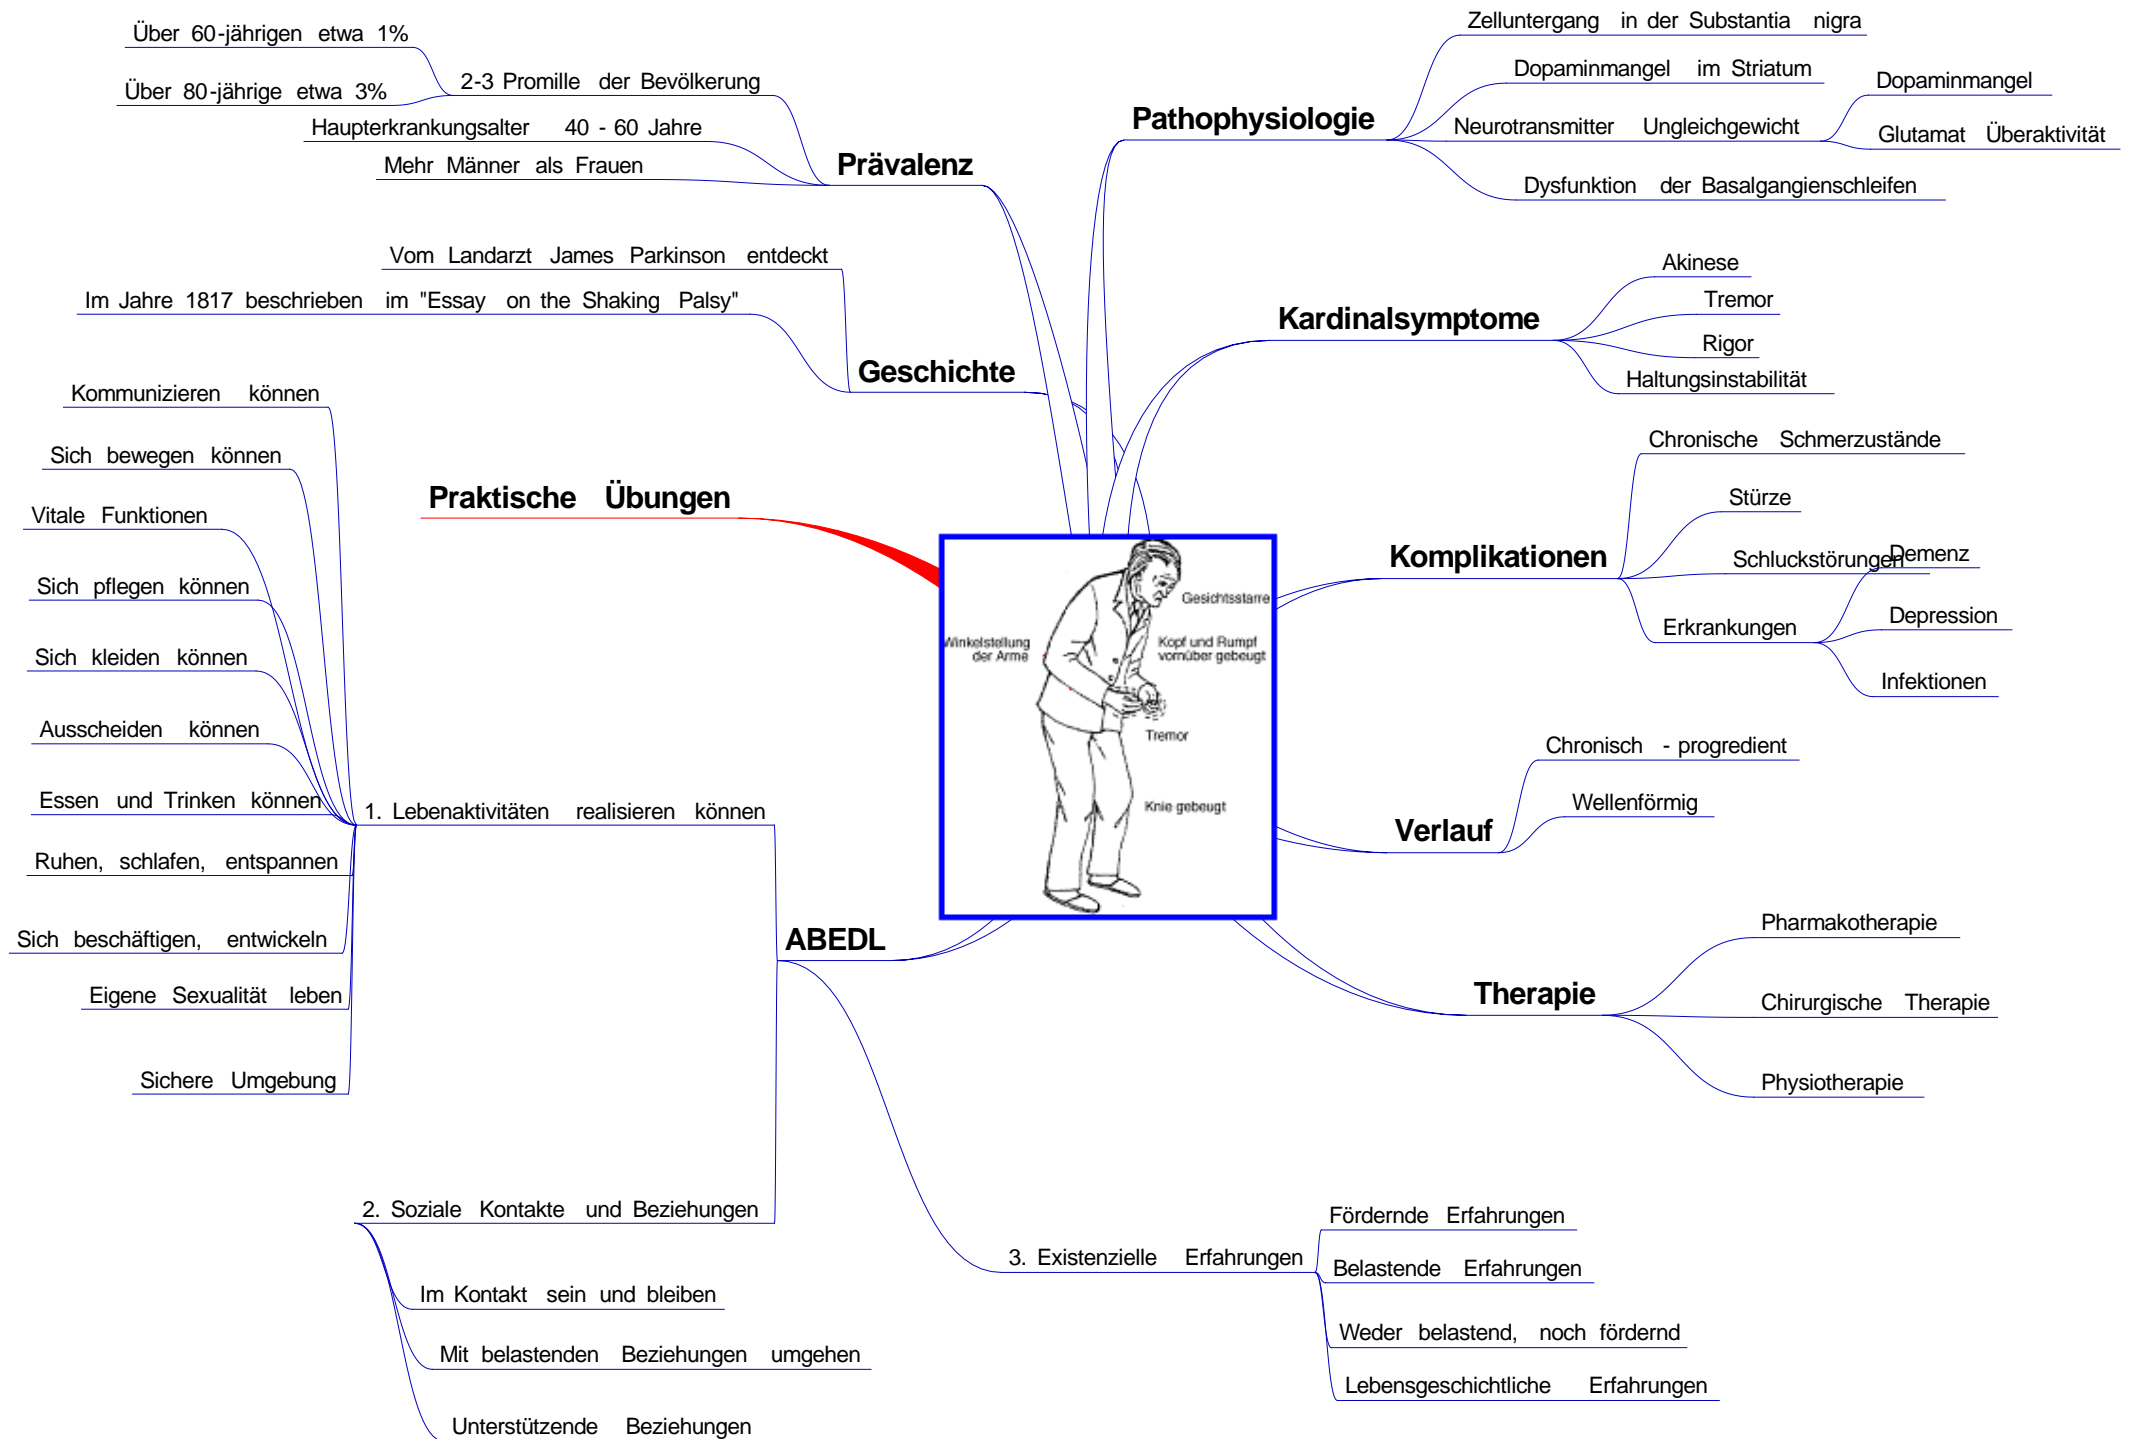 Über 60-jährigen etwa 1%
Über 80-jährige etwa 3%
2-3 Promille der Bevölkerung
Haupterkrankungsalter 40 - 60 Jahre
Mehr Männer als Frauen
Prävalenz
Vom Landarzt James Parkinson entdeckt
Im Jahre 1817 beschrieben im "Essay on the Shaking Palsy"
Geschichte
Praktische Übungen
Kommunizieren können
Sich bewegen können
Vitale Funktionen
Sich pflegen können
Sich kleiden können
Ausscheiden können
Essen und Trinken können
Ruhen, schlafen, entspannen
Sich beschäftigen, entwickeln
Eigene Sexualität leben
Sichere Umgebung
1. Lebenaktivitäten realisieren können
ABEDL
2. Soziale Kontakte und Beziehungen
Im Kontakt sein und bleiben
Mit belastenden Beziehungen umgehen
Unterstützende Beziehungen
3. Existenzielle Erfahrungen
Fördernde Erfahrungen
Belastende Erfahrungen
Weder belastend, noch fördernd
Lebensgeschichtliche Erfahrungen
Gesichtsstarre
Winkelstellung
der Arme
Kopf und Rumpf
vornüber gebeugt
Tremor
Knie gebeugt
Pathophysiologie
Zelluntergang in der Substantia nigra
Dopaminmangel im Striatum
Neurotransmitter Ungleichgewicht
Dopaminmangel
Glutamat Überaktivität
Dysfunktion der Basalgangienschleifen
Kardinalsymptome
Akinese
Tremor
Rigor
Haltungsinstabilität
Komplikationen
Chronische Schmerzustände
Stürze
Schluckstörungen
Erkrankungen
Demenz
Depression
Infektionen
Verlauf
Chronisch - progredient
Wellenförmig
Therapie
Pharmakotherapie
Chirurgische Therapie
Physiotherapie